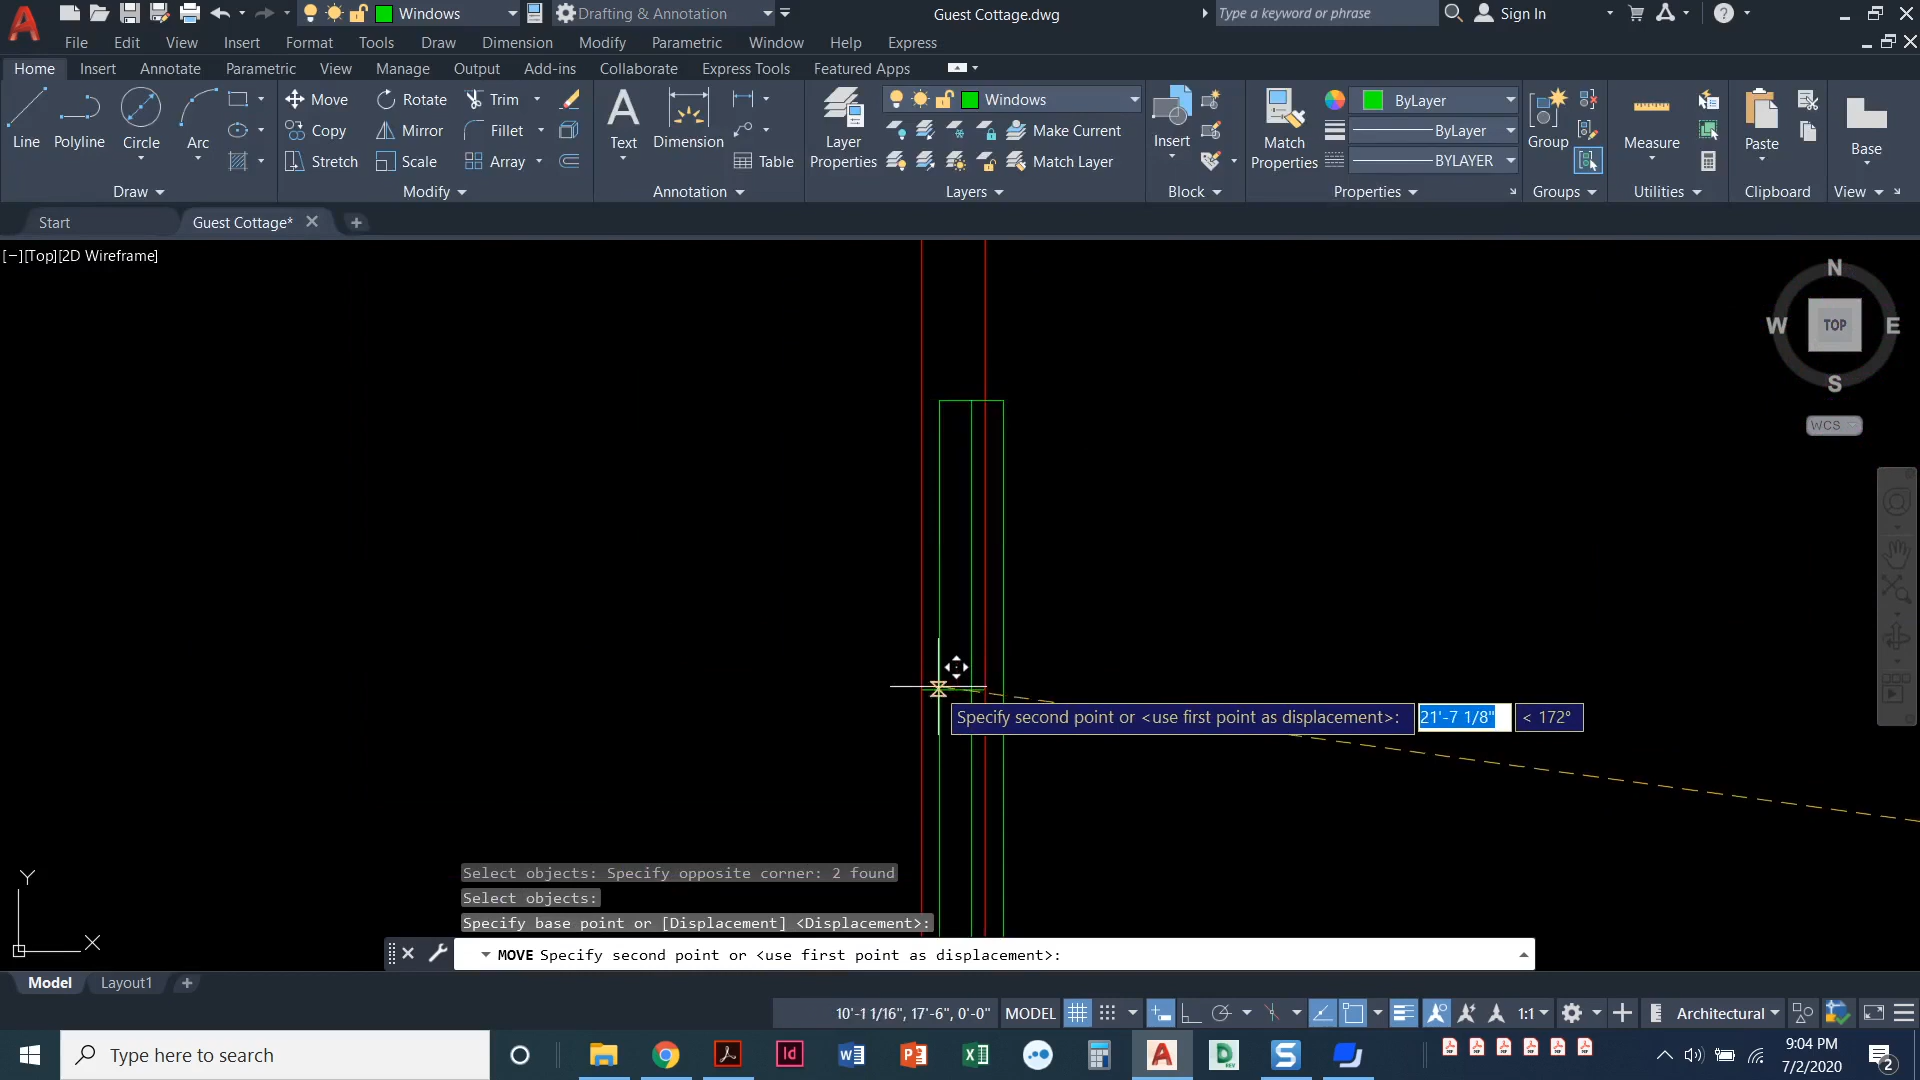 Windows
Drafting & Annotation
Guest Cottage.dwg
Type a keyword or phrase
Sign In
File Edit View Insert Format Tools Draw Dimension Modify Parametric Window Help Express
Home Insert Annotate Parametric View Manage Output Add-ins Collaborate Express Tools Featured Apps
Line Polyline Circle Arc
Move Rotate Trim
Copy Mirror Fillet
Stretch Scale Array
Text Dimension Table
Layer Properties
Windows
Make Current
Match Layer
Insert
Match Properties
ByLayer
ByLayer
BYLAYER
Group
Measure
Paste
Base
Draw Modify Annotation Layers Block Properties Groups Utilities Clipboard View
Start Guest Cottage*
[−][Top][2D Wireframe]
N
W TOP E
S
WCS
Specify second point or <use first point as displacement>: 21'-7 1/8" < 172°
Select objects: Specify opposite corner: 2 found
Select objects:
Specify base point or [Displacement] <Displacement>:
MOVE Specify second point or <use first point as displacement>:
Y
X
Model Layout1
10'-1 1/16", 17'-6", 0'-0" MODEL 1:1 Architectural
Type here to search
9:04 PM
7/2/2020
2